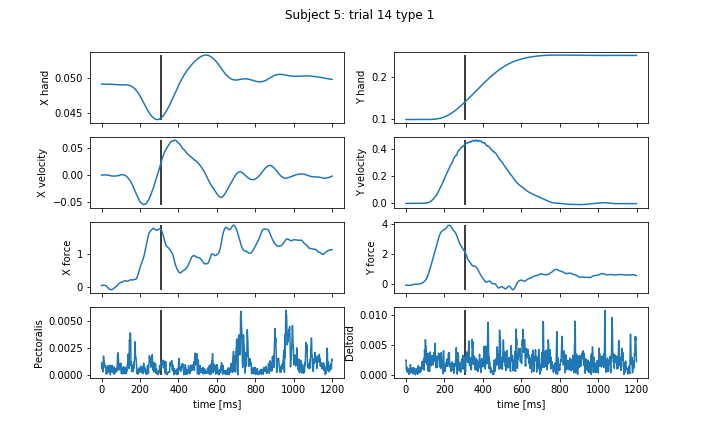 Subject 5: trial 14 type 1
X hand
0.050
0.045
Y hand
0.2
0.1
X velocity
0.05
0.00
−0.05
Y velocity
0.4
0.2
0.0
X force
1
0
Y force
4
2
0
Pectoralis
0.0050
0.0025
0.0000
0 200 400 600 800 1000 1200
time [ms]
Deltoid
0.010
0.005
0.000
0 200 400 600 800 1000 1200
time [ms]